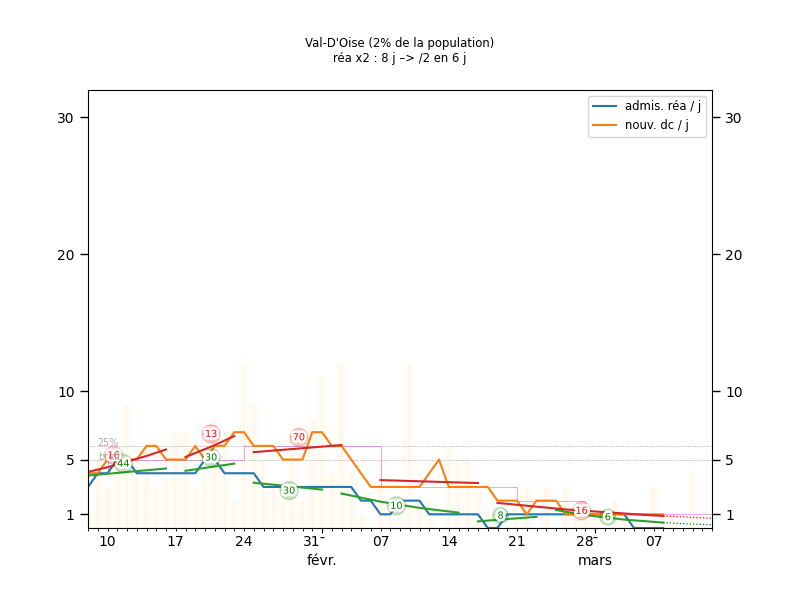 Val-D'Oise (2% de la population)
réa x2 : 8 j –> /2 en 6 j
admis. réa / j
nouv. dc / j
30 30
20 20
10 10
5 5
1 1
25%
16 44 13 30 70 30 10 8 16 6
10 17 24 31 07 14 21 28 07
févr. mars